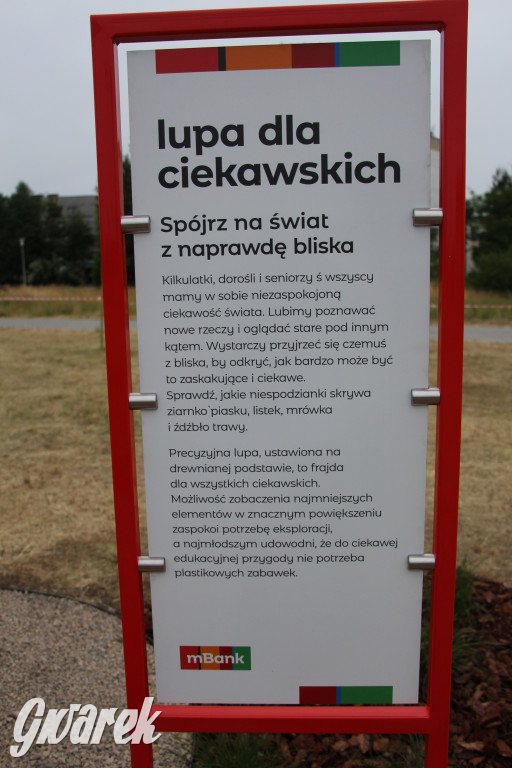 lupa dla
ciekawskich
Spójrz na świat
z naprawdę bliska
Kilkulatki, dorośli i seniorzy ś wszyscy
mamy w sobie niezaspokojoną
ciekawość świata. Lubimy poznawać
nowe rzeczy i oglądać stare pod innym
kątem. Wystarczy przyjrzeć się czemuś
z bliska, by odkryć, jak bardzo może być
to zaskakujące i ciekawe.
Sprawdź, jakie niespodzianki skrywa
ziamko piasku, listek, mrówka
i źdźbło trawy.
Precyzyjna lupa, ustawiona na
drewnianej podstawie, to frajda
dla wszystkich ciekawskich.
Możliwość zobaczenia najmniejszych
elementów w znacznym powiększeniu
zaspokoi potrzebę eksploracji,
a najmłodszym udowodni, że do ciekawej
edukacyjnej przygody nie potrzeba
plastikowych zabawek.
mBank
Gwarek